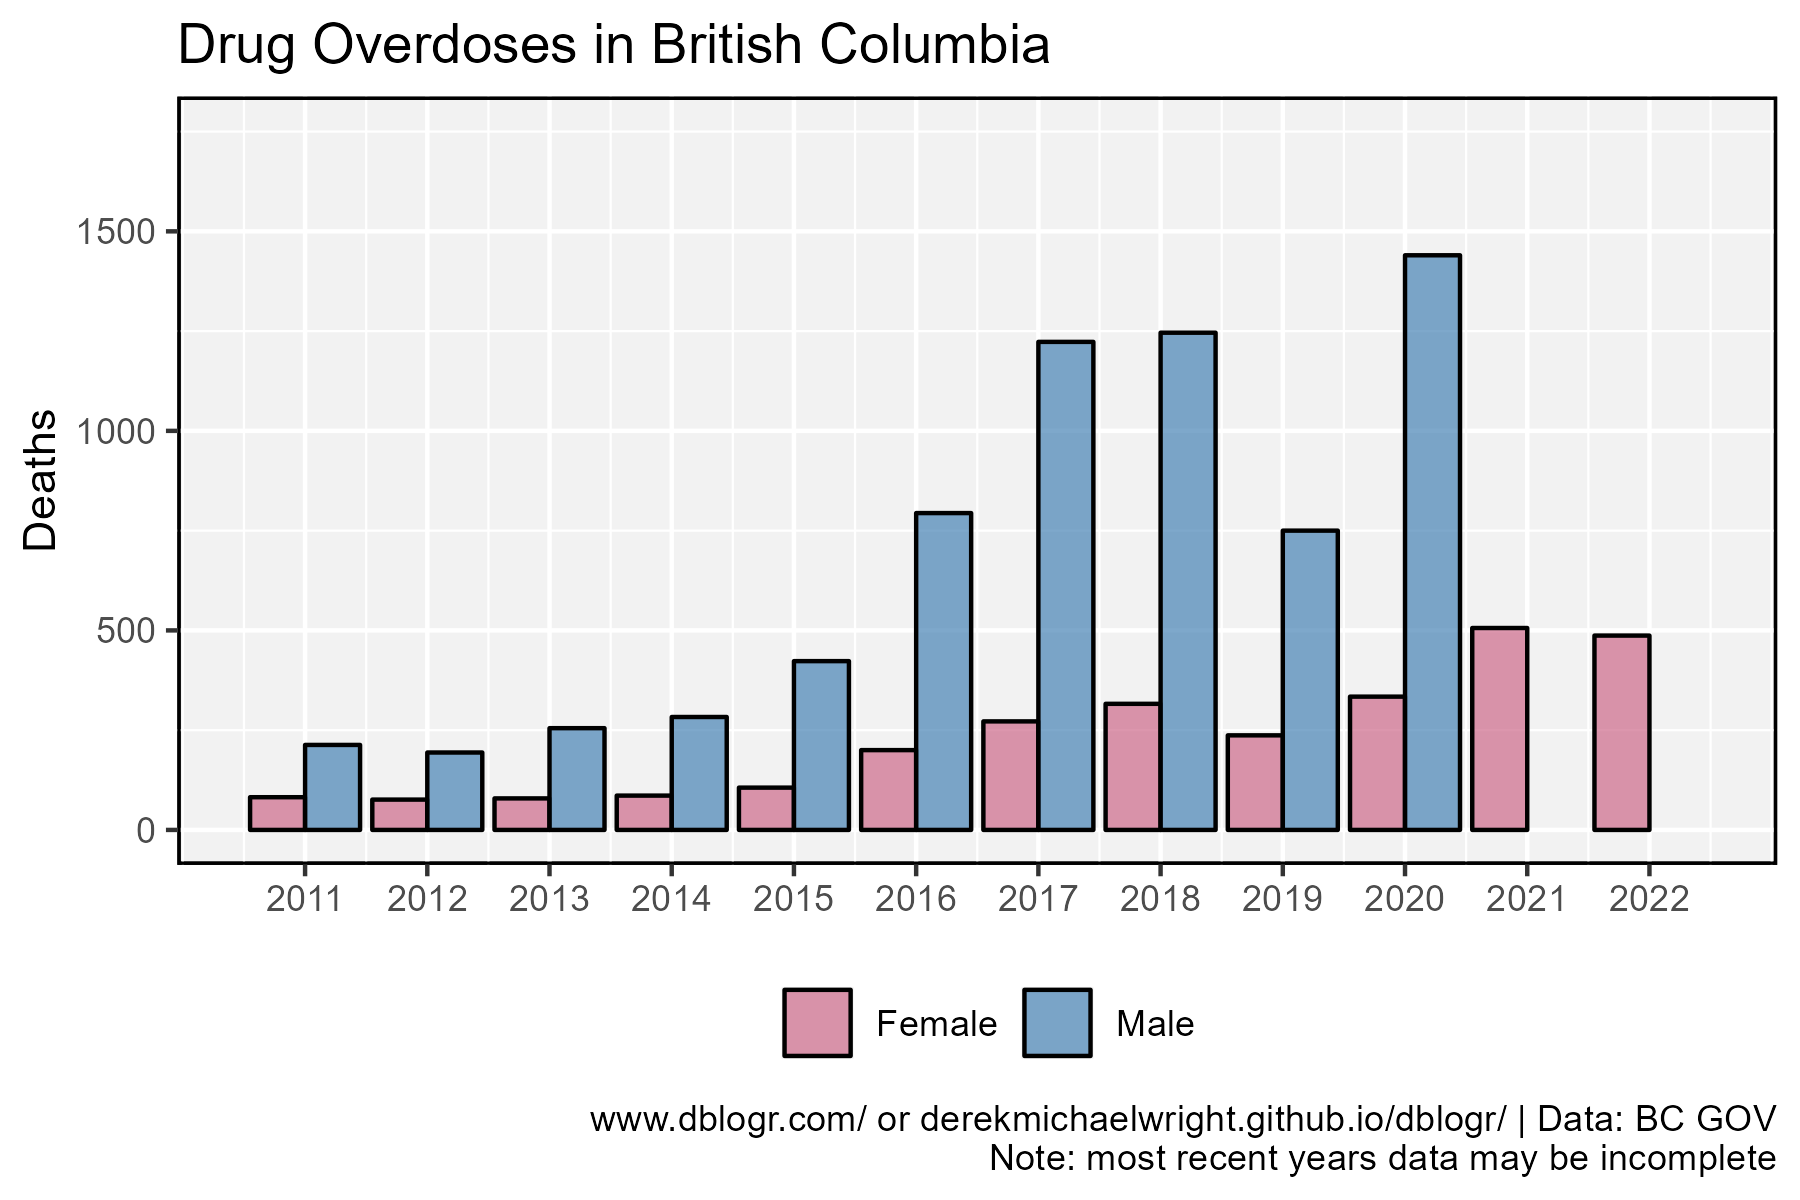 Drug Overdoses in British Columbia
Deaths
1500
1000
500
0
2011 2012 2013 2014 2015 2016 2017 2018 2019 2020 2021 2022
Female Male
www.dblogr.com/ or derekmichaelwright.github.io/dblogr/ | Data: BC GOV
Note: most recent years data may be incomplete